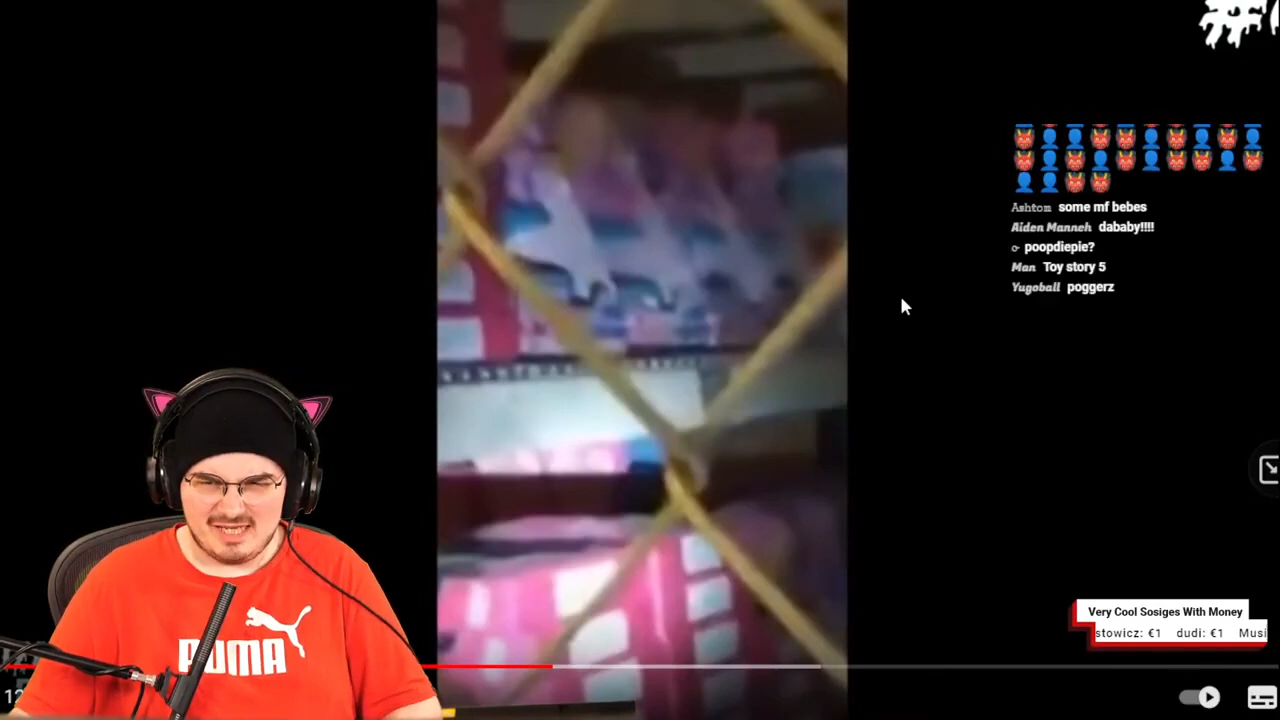 Ashtom some mf bebes
Aiden Manneh dababy!!!!
o- poopdiepie?
Man Toy story 5
Yugoball poggerz
Very Cool Sosiges With Money
stowicz: €1 dudi: €1 Musi
PUMA
12